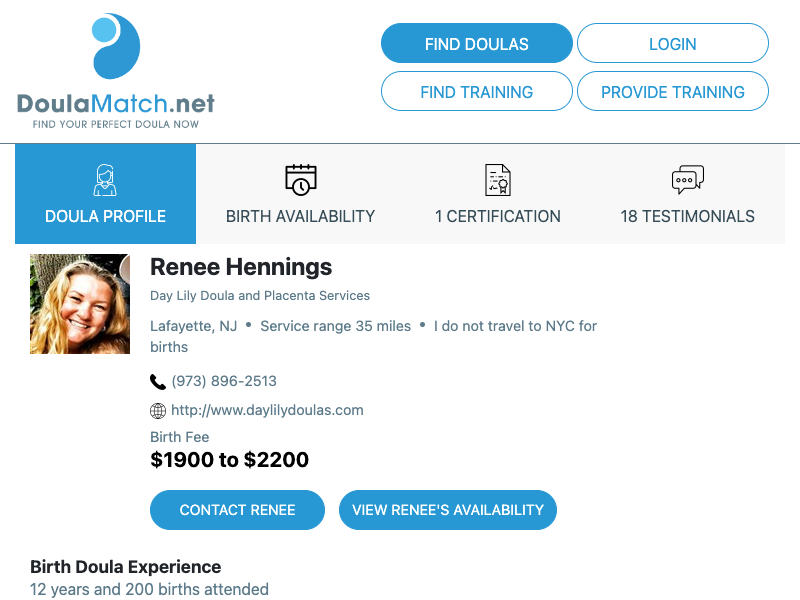 DoulaMatch.net
FIND YOUR PERFECT DOULA NOW
FIND DOULAS
LOGIN
FIND TRAINING
PROVIDE TRAINING
DOULA PROFILE
BIRTH AVAILABILITY
1 CERTIFICATION
18 TESTIMONIALS
Renee Hennings
Day Lily Doula and Placenta Services
Lafayette, NJ • Service range 35 miles • I do not travel to NYC for
births
(973) 896-2513
http://www.daylilydoulas.com
Birth Fee
$1900 to $2200
CONTACT RENEE
VIEW RENEE'S AVAILABILITY
Birth Doula Experience
12 years and 200 births attended